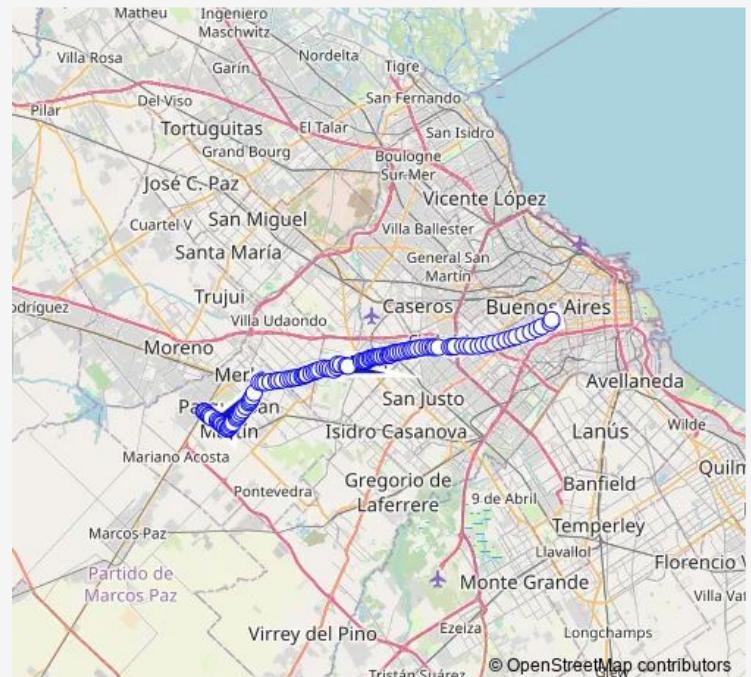 Matheu
Ingeniero
Maschwitz
Nordelta
Tigre
Villa Rosa
Garín
San Fernando
Pilar
Del Viso
Tortuguitas
El Talar
San Isidro
Grand Bourg
Boulogne
Sur-Mer
José C. Paz
Vicente López
Cuartel V
San Miguel
Villa Ballester
Santa María
General San
Martín
Trujui
Caseros
Buenos Aires
odríguez
Villa Udaondo
Moreno
Avellaneda
San Justo
Martín
Isidro Casanova
Lanús
Wilde
Mariano Acosta
Quilm
Gregorio de
Laferrere
Pontevedra
9 de Abril
Banfield
Marcos Paz
Temperley
Llavallol
Florencio V
Partido de
Marcos Paz
Monte Grande
Villa Vat
Virrey del Pino
Ezeiza
Longchamps
Tristán Suárez
Glew
© OpenStreetMap contributors